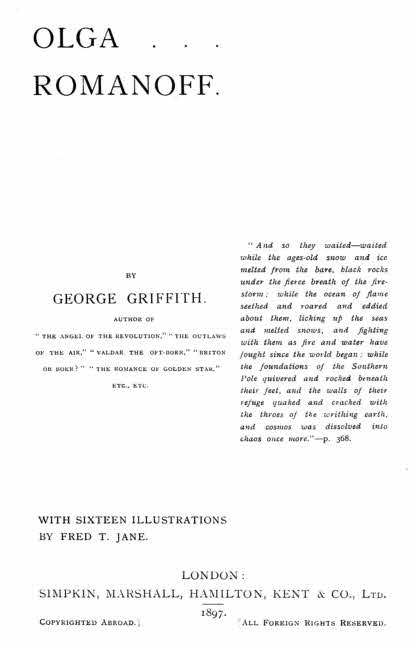 OLGA . . .
ROMANOFF.
BY
GEORGE GRIFFITH.
AUTHOR OF
"THE ANGEL OF THE REVOLUTION," "THE OUTLAWS
OF THE AIR," "VALDAR THE OFT-BORN," "BRITON
OR BOER?" "THE ROMANCE OF GOLDEN STAR,"
ETC., ETC.
"And so they waited—waited
while the ages-old snow and ice
melted from the bare, black rocks
under the fierce breath of the fire-
storm; while the ocean of flame
seethed and roared and eddied
about them, licking up the seas
and melted snows, and fighting
with them as fire and water have
fought since the world began; while
the foundations of the Southern
Pole quivered and rocked beneath
their feet, and the walls of their
refuge quaked and cracked with
the throes of the writhing earth,
and cosmos was dissolved into
chaos once more."—p. 368.
WITH SIXTEEN ILLUSTRATIONS
BY FRED T. JANE.
LONDON:
SIMPKIN, MARSHALL, HAMILTON, KENT & CO., LTD.
1897.
COPYRIGHTED ABROAD.] [ALL FOREIGN RIGHTS RESERVED.